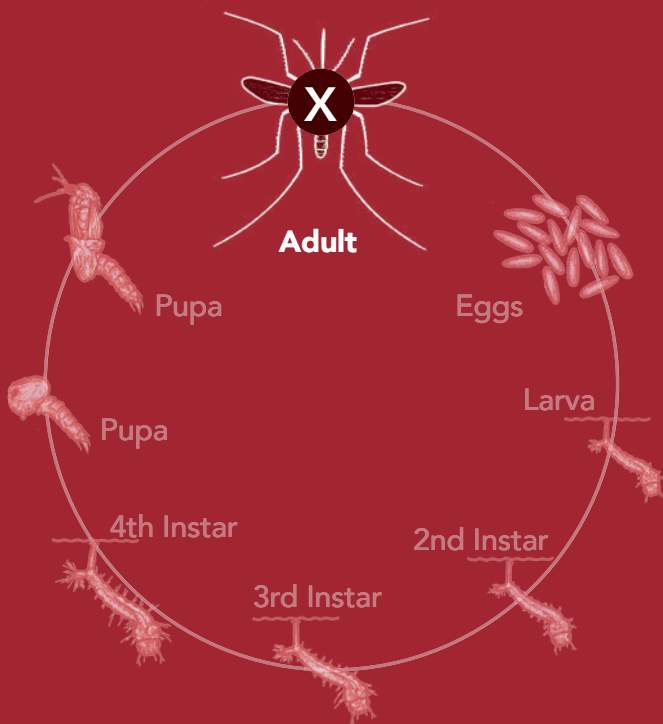 X
Adult
Eggs
Larva
2nd Instar
3rd Instar
4th Instar
Pupa
Pupa